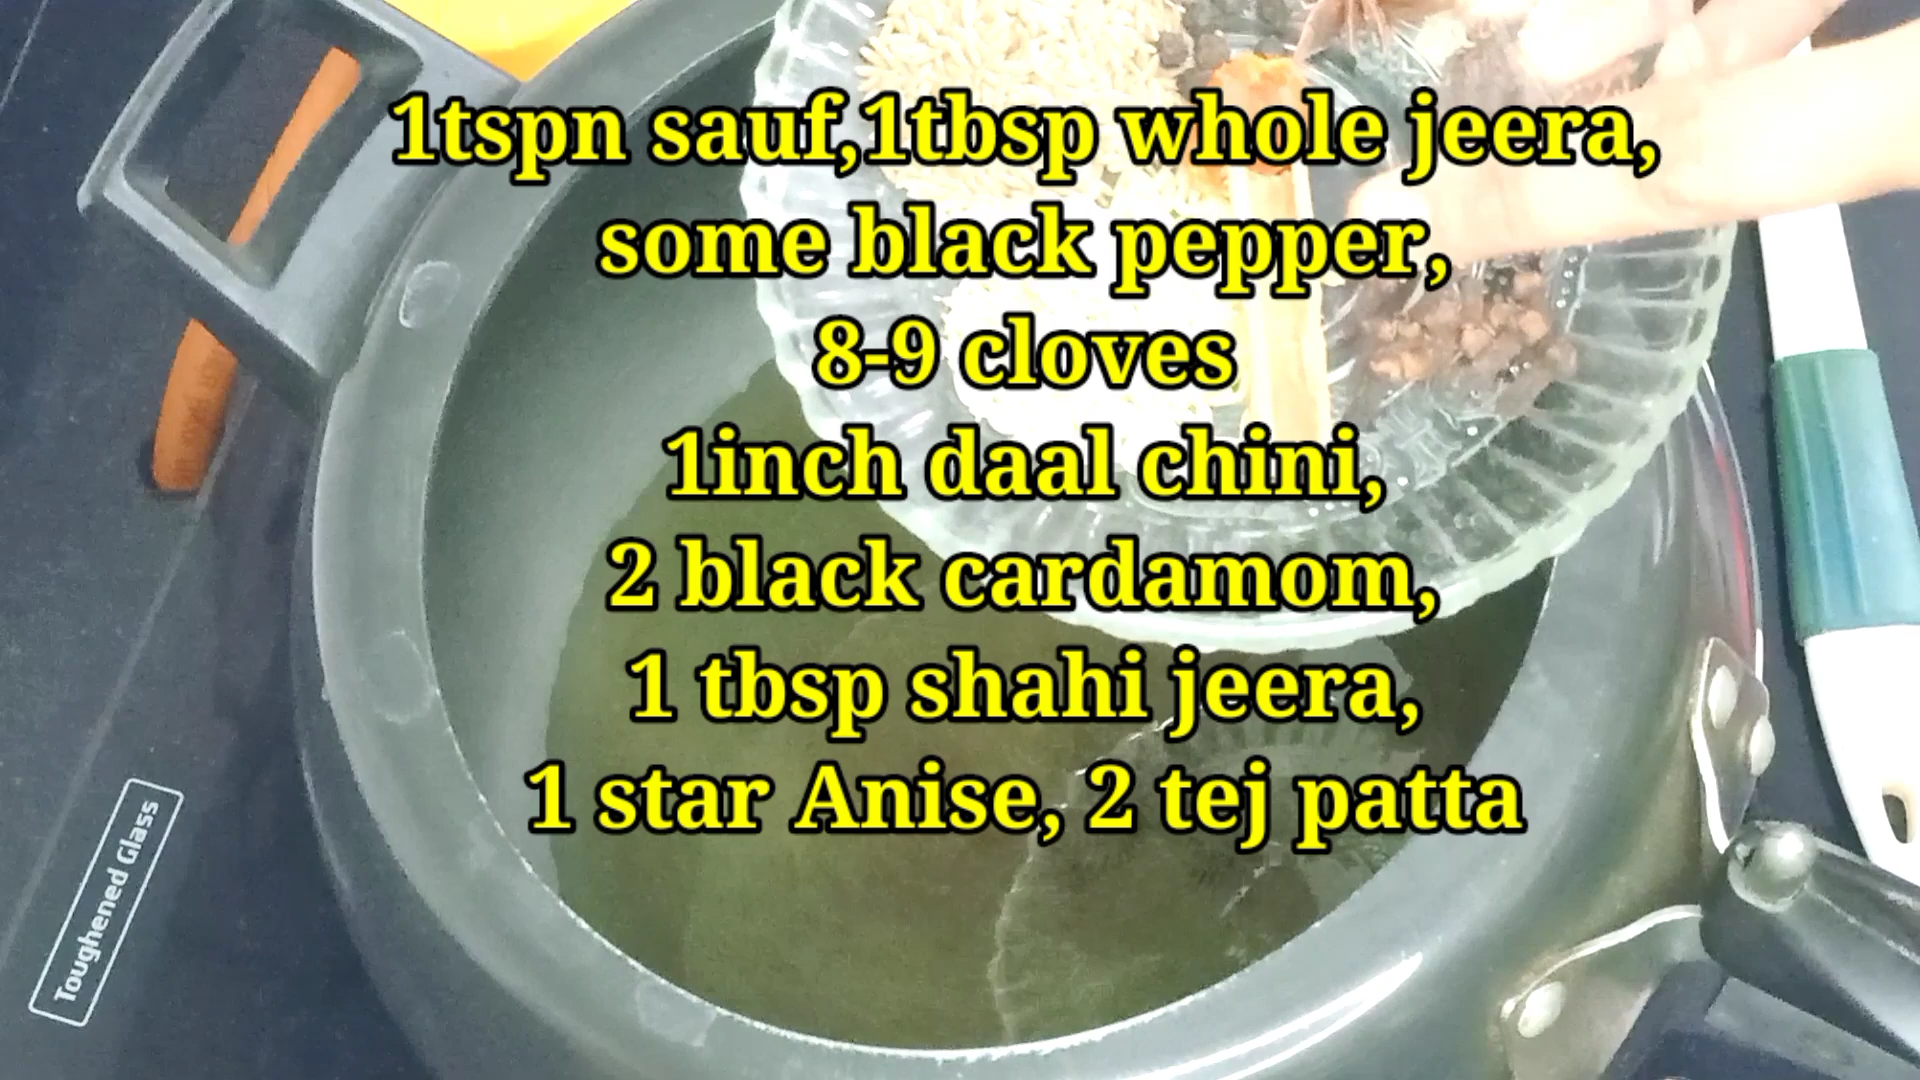 1tspn sauf,1tbsp whole jeera,
some black pepper,
8-9 cloves
1inch daal chini,
2 black cardamom,
1 tbsp shahi jeera,
1 star Anise, 2 tej patta
Toughened Glass